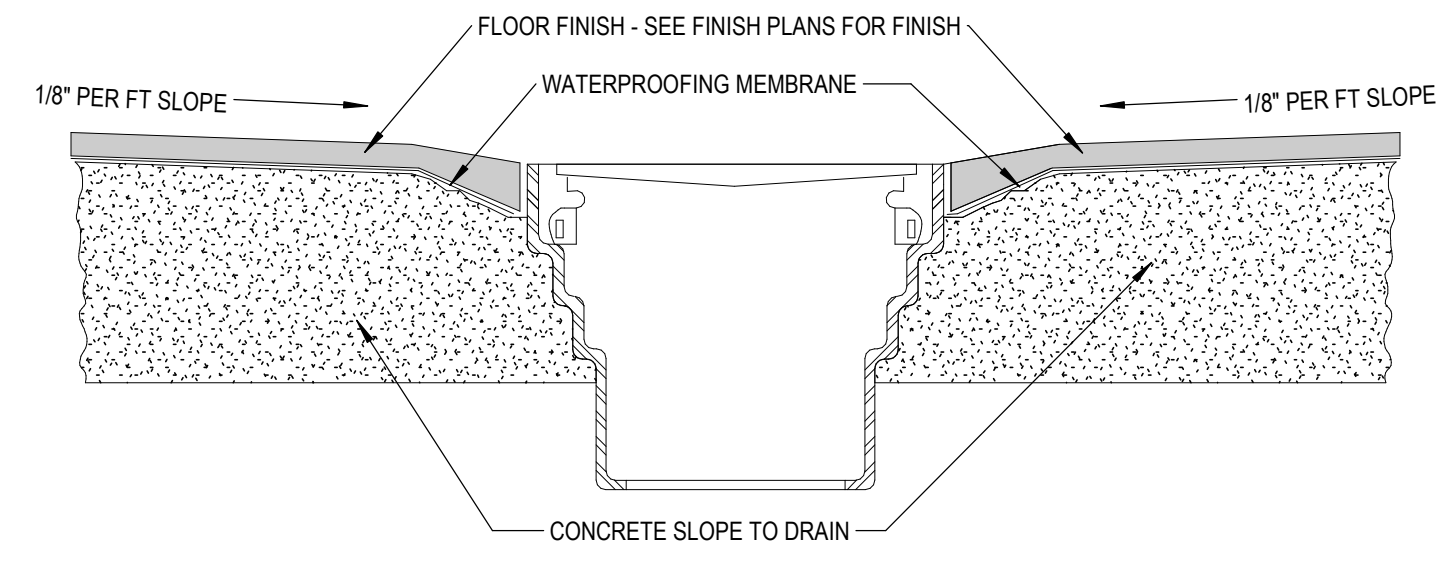 FLOOR FINISH - SEE FINISH PLANS FOR FINISH
WATERPROOFING MEMBRANE
1/8" PER FT SLOPE
1/8" PER FT SLOPE
CONCRETE SLOPE TO DRAIN